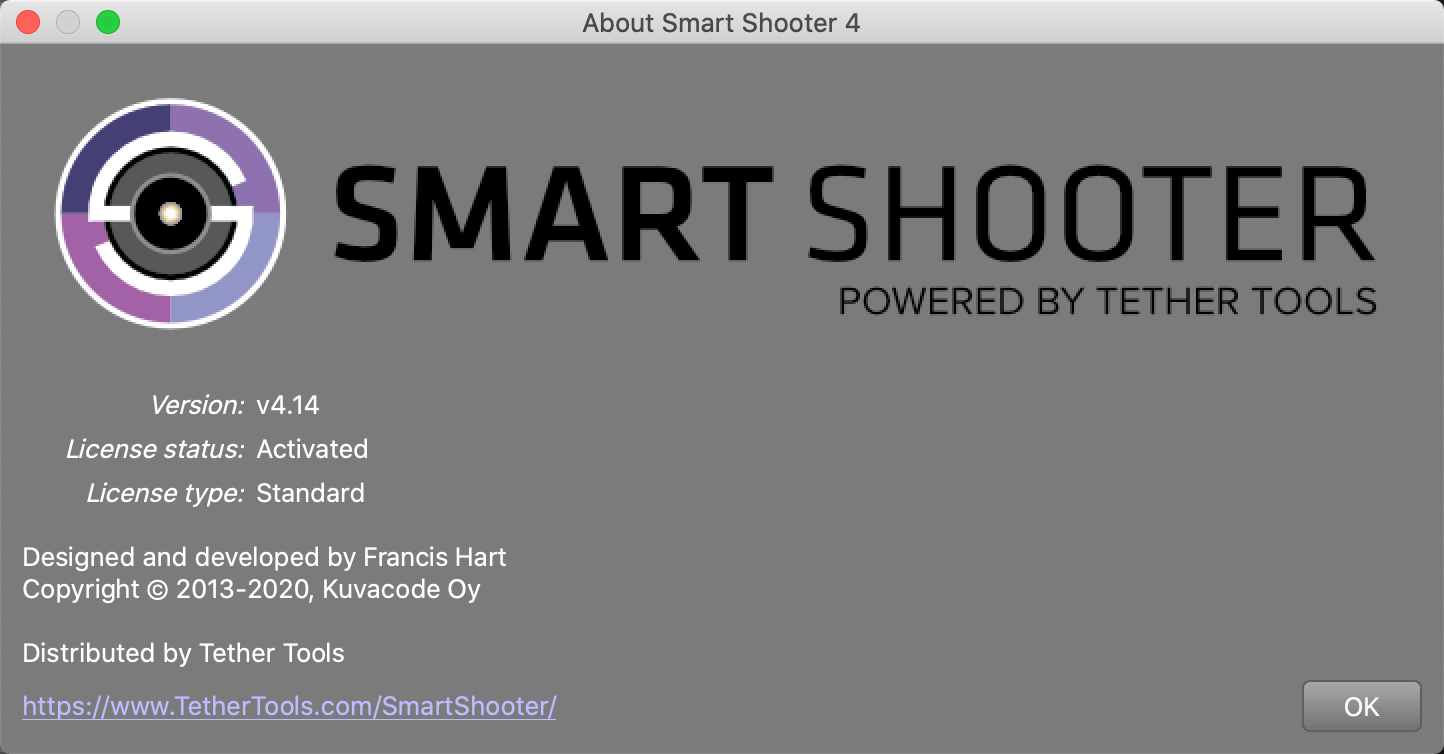 About Smart Shooter 4
SMART SHOOTER
POWERED BY TETHER TOOLS
Version: v4.14
License status: Activated
License type: Standard
Designed and developed by Francis Hart
Copyright © 2013-2020, Kuvacode Oy
Distributed by Tether Tools
https://www.TetherTools.com/SmartShooter/
OK